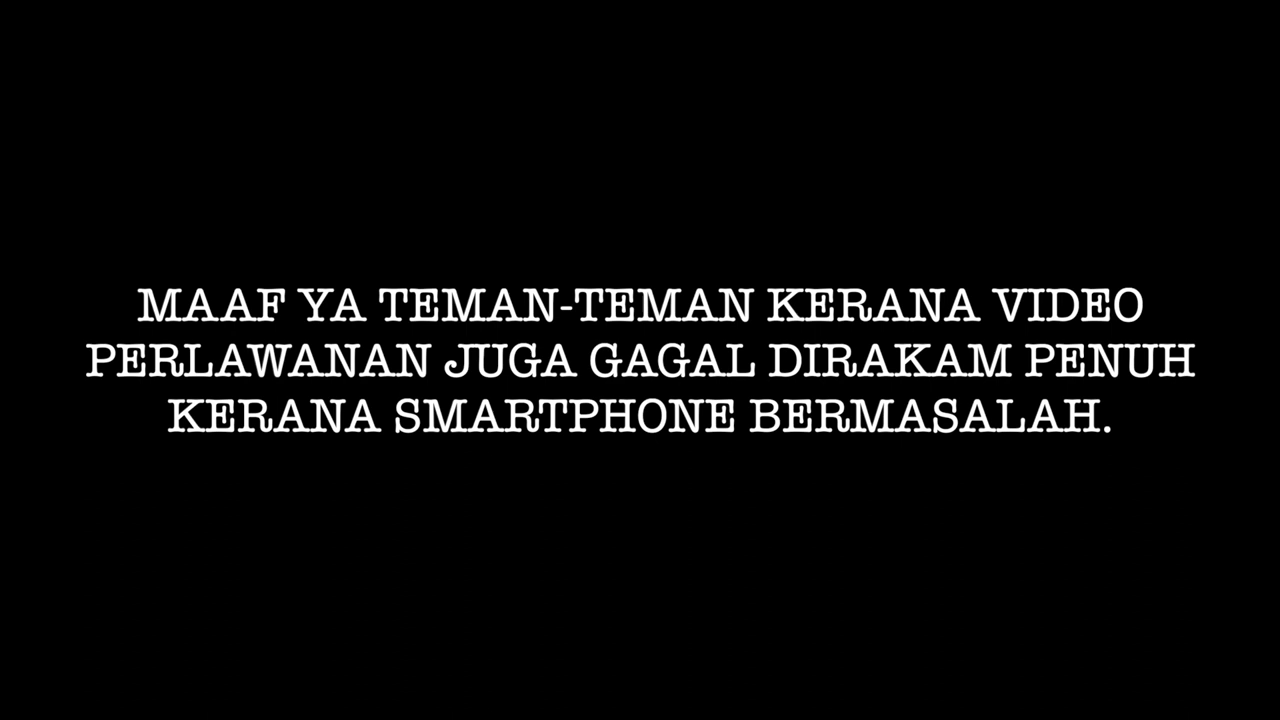 MAAF YA TEMAN-TEMAN KERANA VIDEO
PERLAWANAN JUGA GAGAL DIRAKAM PENUH
KERANA SMARTPHONE BERMASALAH.